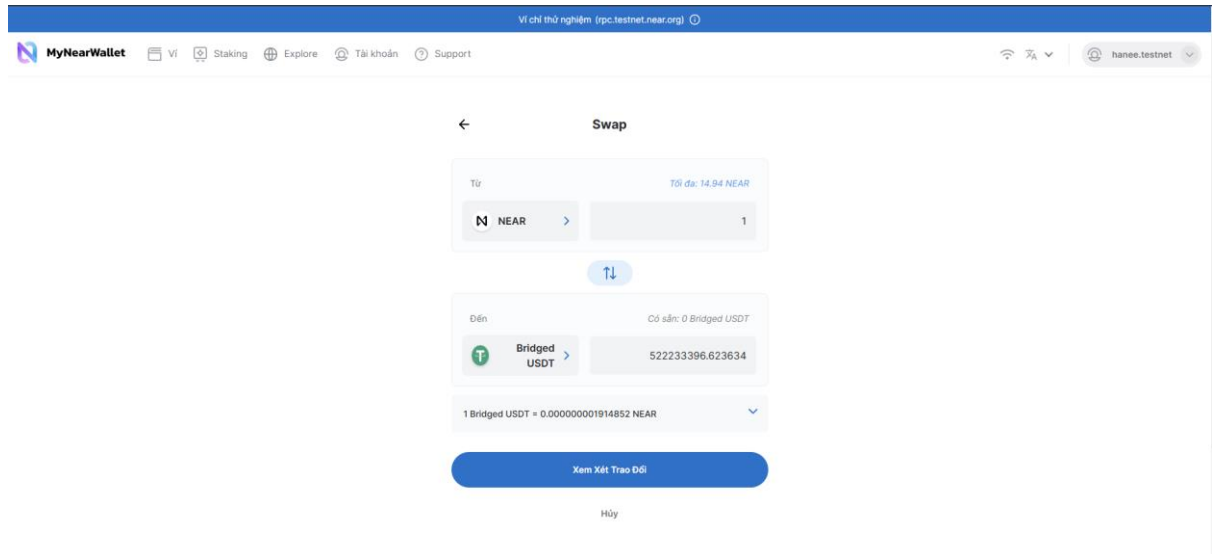 Ví chỉ thử nghiệm (rpc.testnet.near.org)
MyNearWallet Ví Staking Explore Tài khoản Support hanee.testnet
Swap
Từ Tối đa: 14.94 NEAR
NEAR 1
Đến Có sẵn: 0 Bridged USDT
Bridged
USDT 522233396.623634
1 Bridged USDT = 0.000000001914852 NEAR
Xem Xét Trao Đổi
Hủy